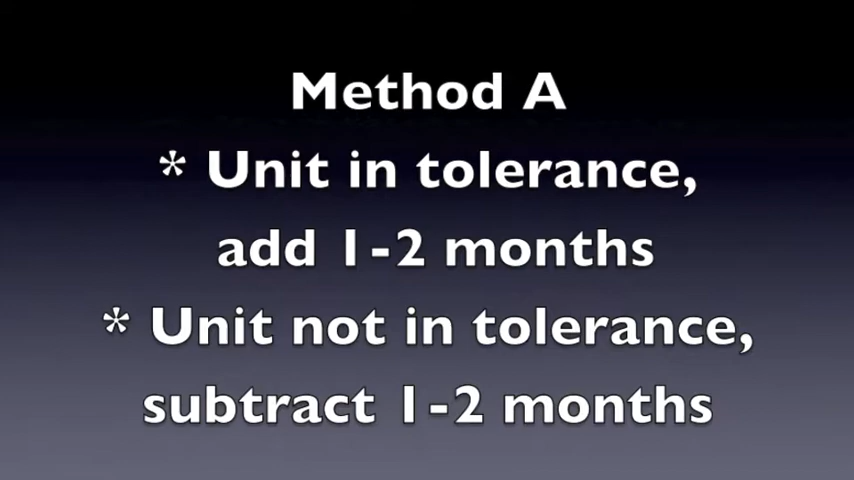 Method A
* Unit in tolerance,
add 1-2 months
* Unit not in tolerance,
subtract 1-2 months